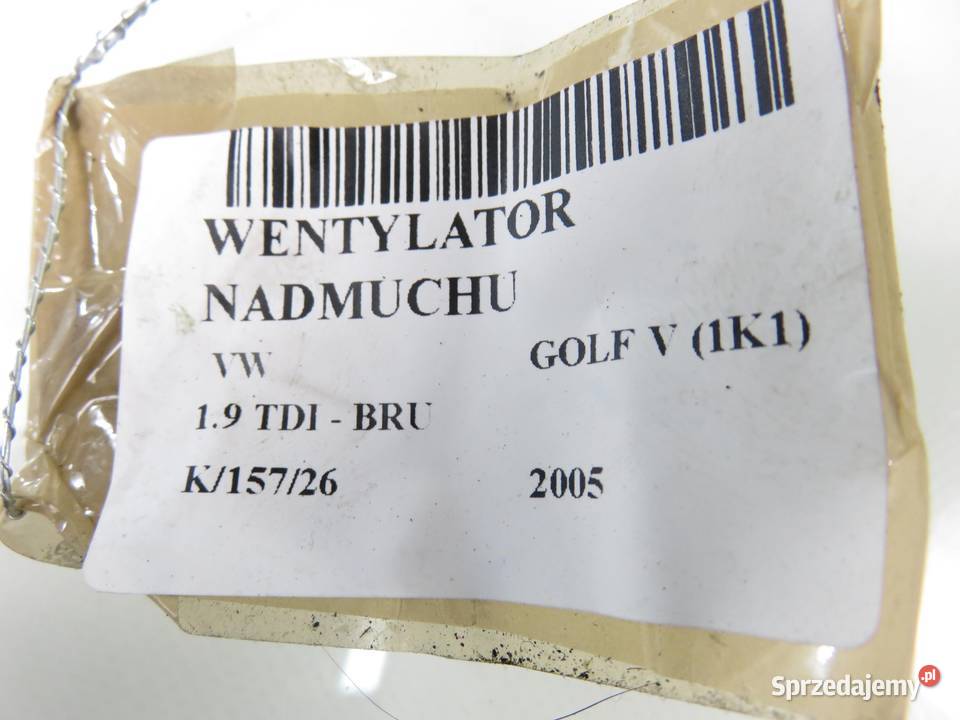 WENTYLATOR
NADMUCHU
VW GOLF V (1K1)
1.9 TDI - BRU
K/157/26 2005
Sprzedajemy.pl